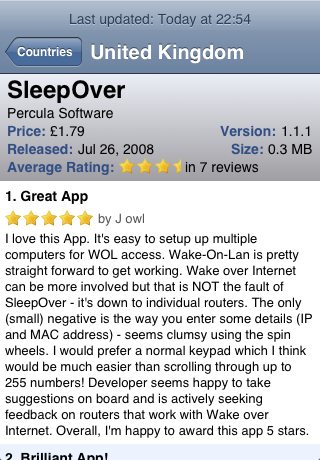 Last updated: Today at 22:54
Countries
United Kingdom
SleepOver
Percula Software
Price: £1.79 Version: 1.1.1
Released: Jul 26, 2008 Size: 0.3 MB
Average Rating: in 7 reviews
1. Great App
by J owl
I love this App. It's easy to setup up multiple
computers for WOL access. Wake-On-Lan is pretty
straight forward to get working. Wake over Internet
can be more involved but that is NOT the fault of
SleepOver - it's down to individual routers. The only
(small) negative is the way you enter some details (IP
and MAC address) - seems clumsy using the spin
wheels. I would prefer a normal keypad which I think
would be much easier than scrolling through up to
255 numbers! Developer seems happy to take
suggestions on board and is actively seeking
feedback on routers that work with Wake over
Internet. Overall, I'm happy to award this app 5 stars.
2. Brilliant App!